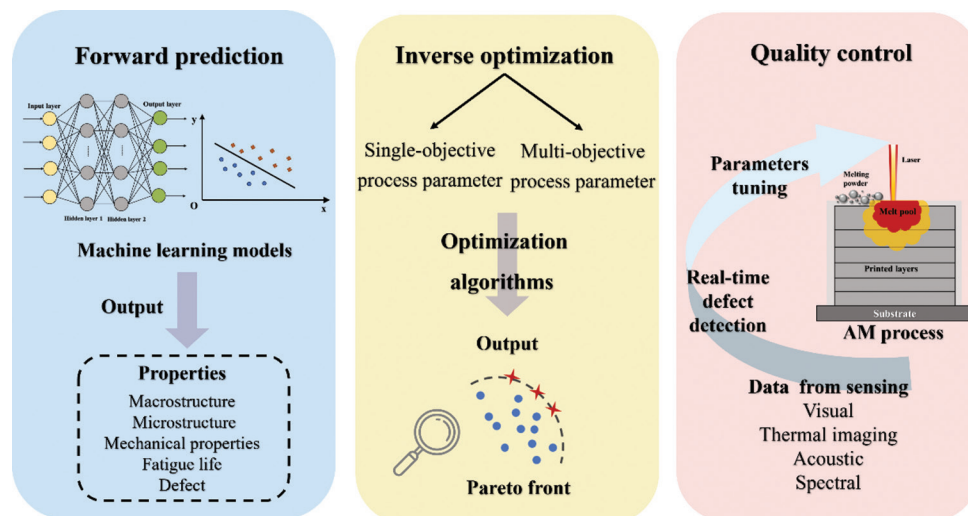 Forward prediction
Input layer
Output layer
Hidden layer 1
Hidden layer 2
y
O
x
Machine learning models
Output
Properties
Macrostructure
Microstructure
Mechanical properties
Fatigue life
Defect
Inverse optimization
Single-objective
process parameter
Multi-objective
process parameter
Optimization
algorithms
Output
Pareto front
Quality control
Parameters
tuning
Laser
Melting
powder
Melt pool
Printed layers
Substrate
AM process
Real-time
defect
detection
Data from sensing
Visual
Thermal imaging
Acoustic
Spectral